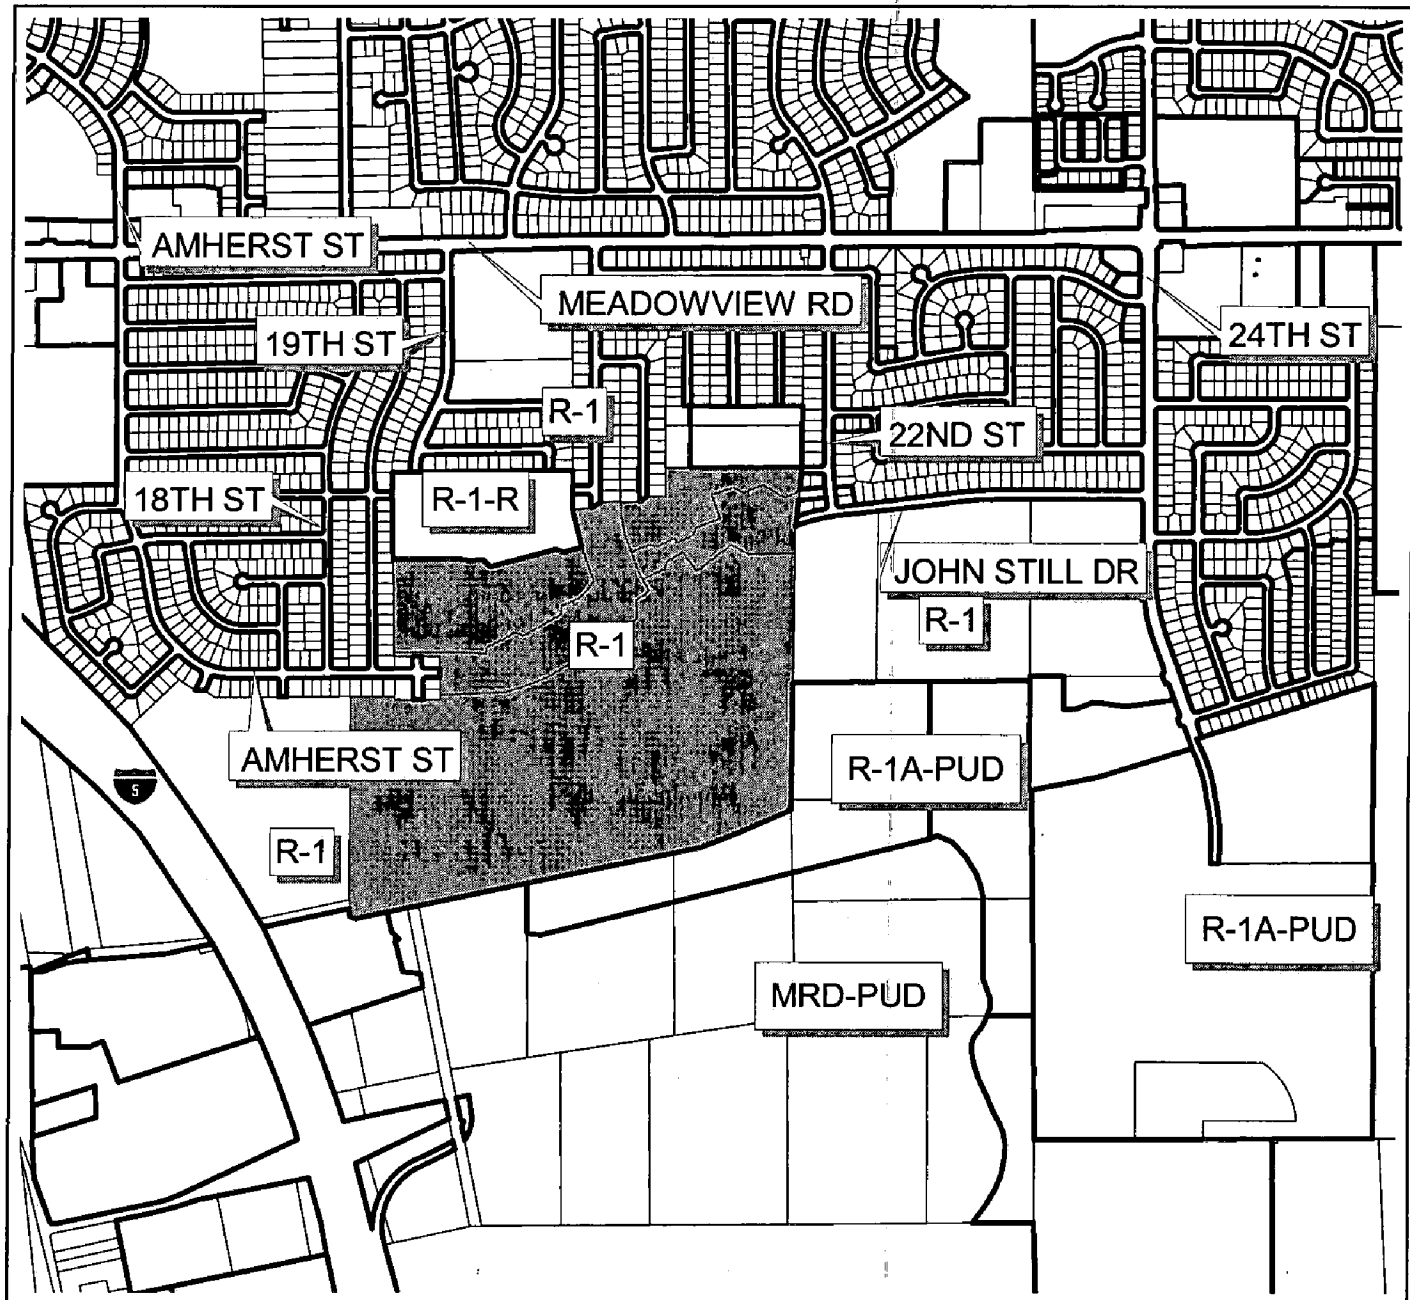 AMHERST ST
MEADOWVIEW RD
19TH ST
24TH ST
R-1
22ND ST
18TH ST
R-1-R
JOHN STILL DR
R-1
R-1
AMHERST ST
R-1A-PUD
5
R-1
R-1A-PUD
MRD-PUD